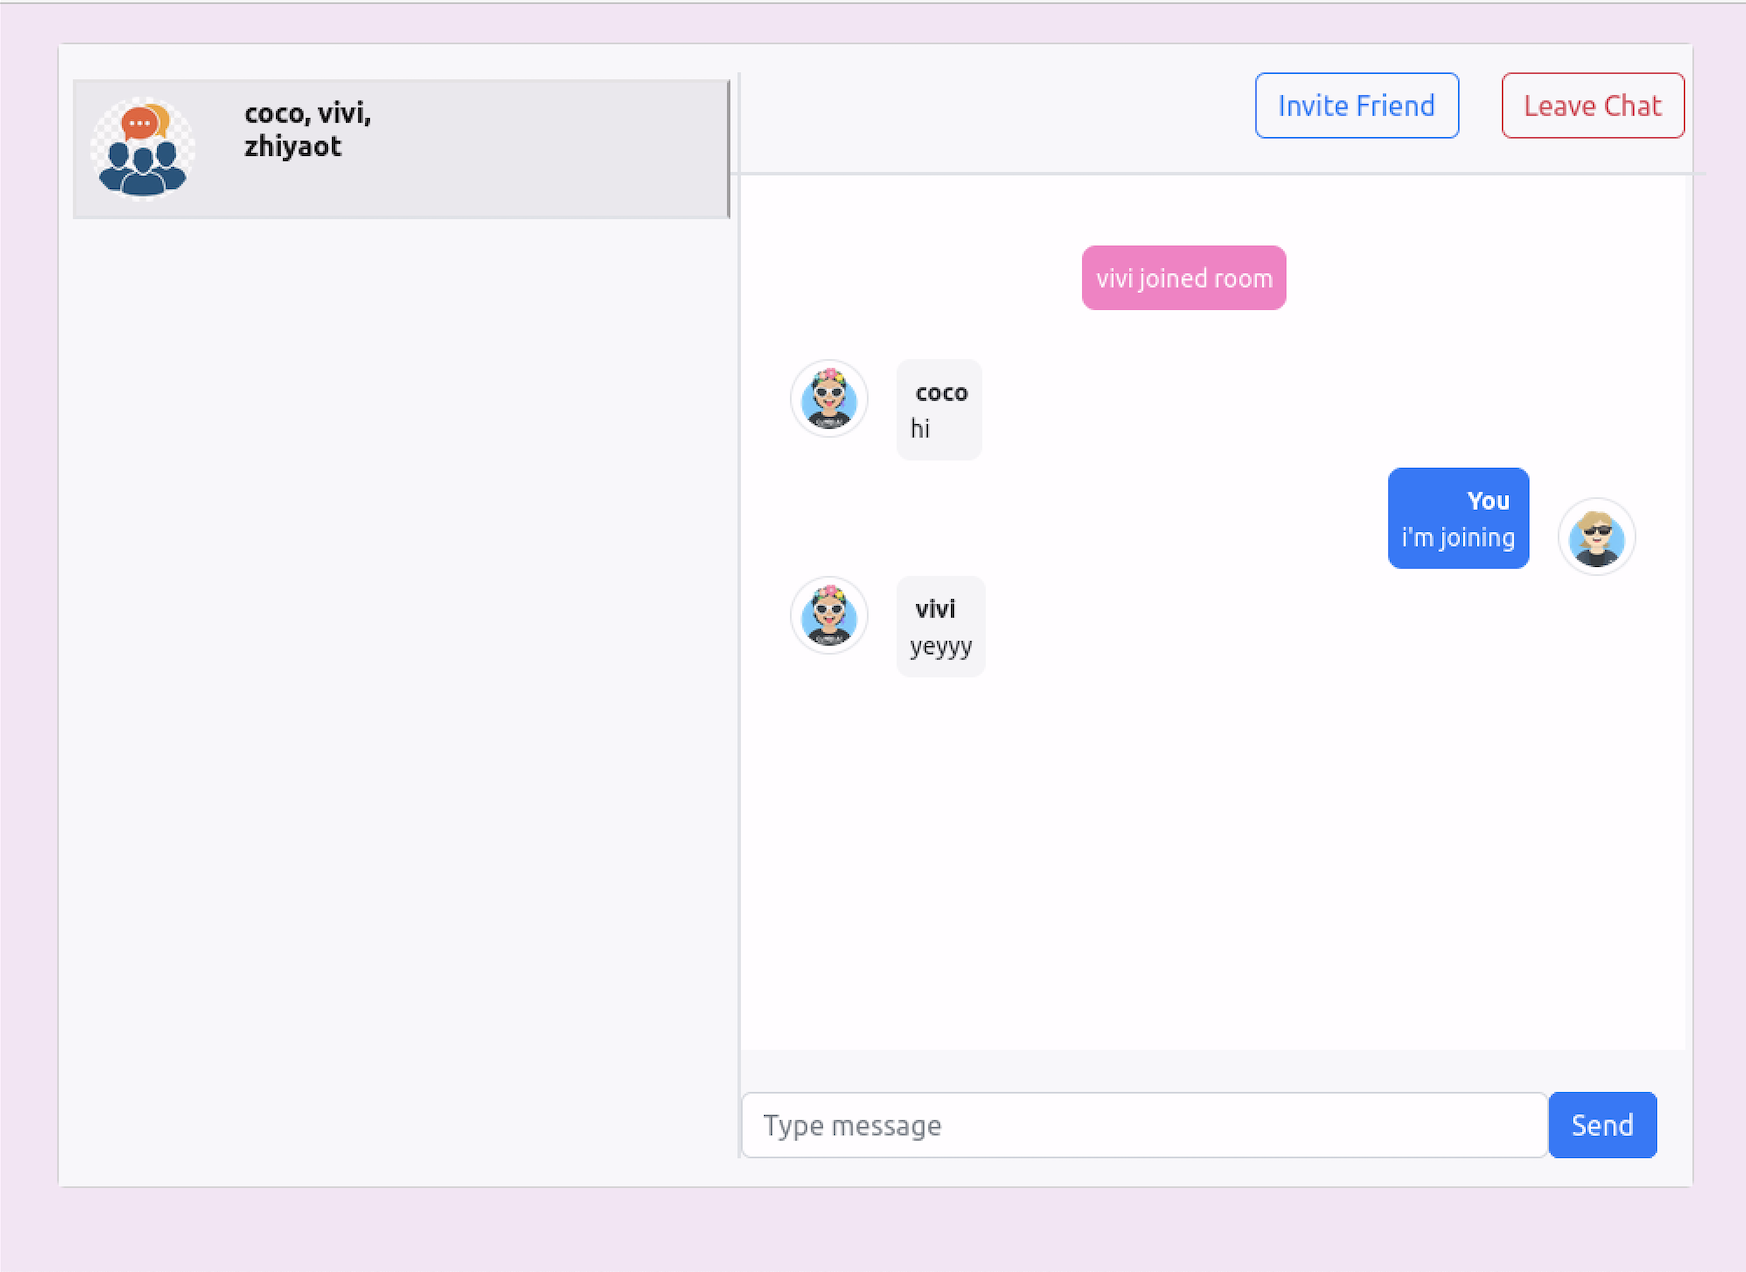 coco, vivi,
zhiyaot
Invite Friend
Leave Chat
vivi joined room
coco
hi
You
i'm joining
vivi
yeyyy
Type message
Send